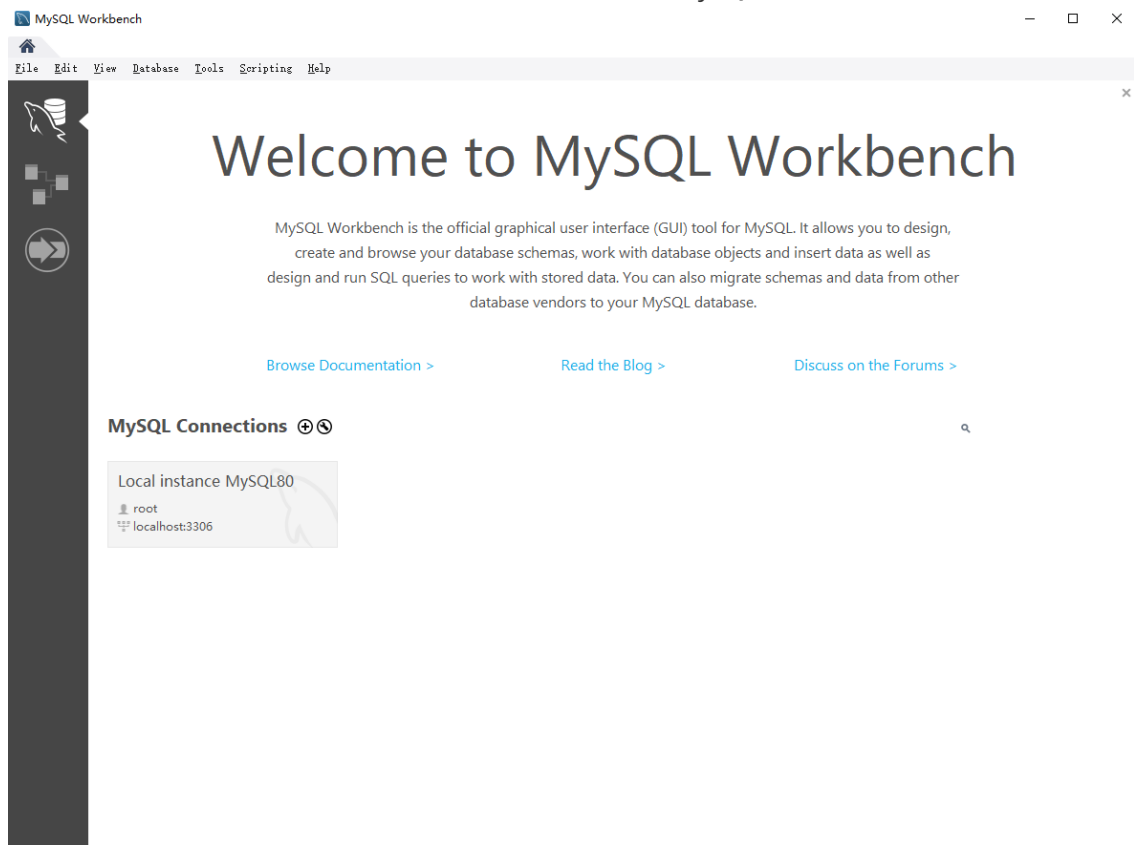 MySQL Workbench
File Edit View Database Tools Scripting Help
Welcome to MySQL Workbench
MySQL Workbench is the official graphical user interface (GUI) tool for MySQL. It allows you to design,
create and browse your database schemas, work with database objects and insert data as well as
design and run SQL queries to work with stored data. You can also migrate schemas and data from other
database vendors to your MySQL database.
Browse Documentation > Read the Blog > Discuss on the Forums >
MySQL Connections
Local instance MySQL80
root
localhost:3306